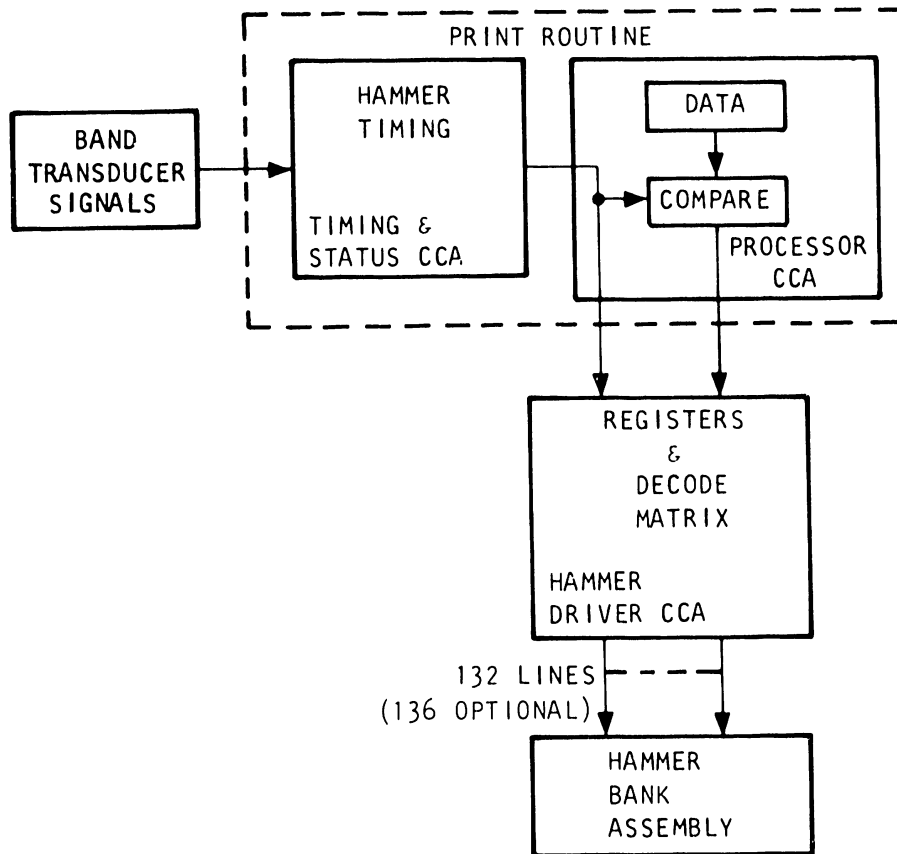 PRINT ROUTINE
BAND
TRANSDUCER
SIGNALS
HAMMER
TIMING
TIMING &
STATUS CCA
DATA
COMPARE
PROCESSOR
CCA
REGISTERS
&
DECODE
MATRIX
HAMMER
DRIVER CCA
132 LINES
(136 OPTIONAL)
HAMMER
BANK
ASSEMBLY